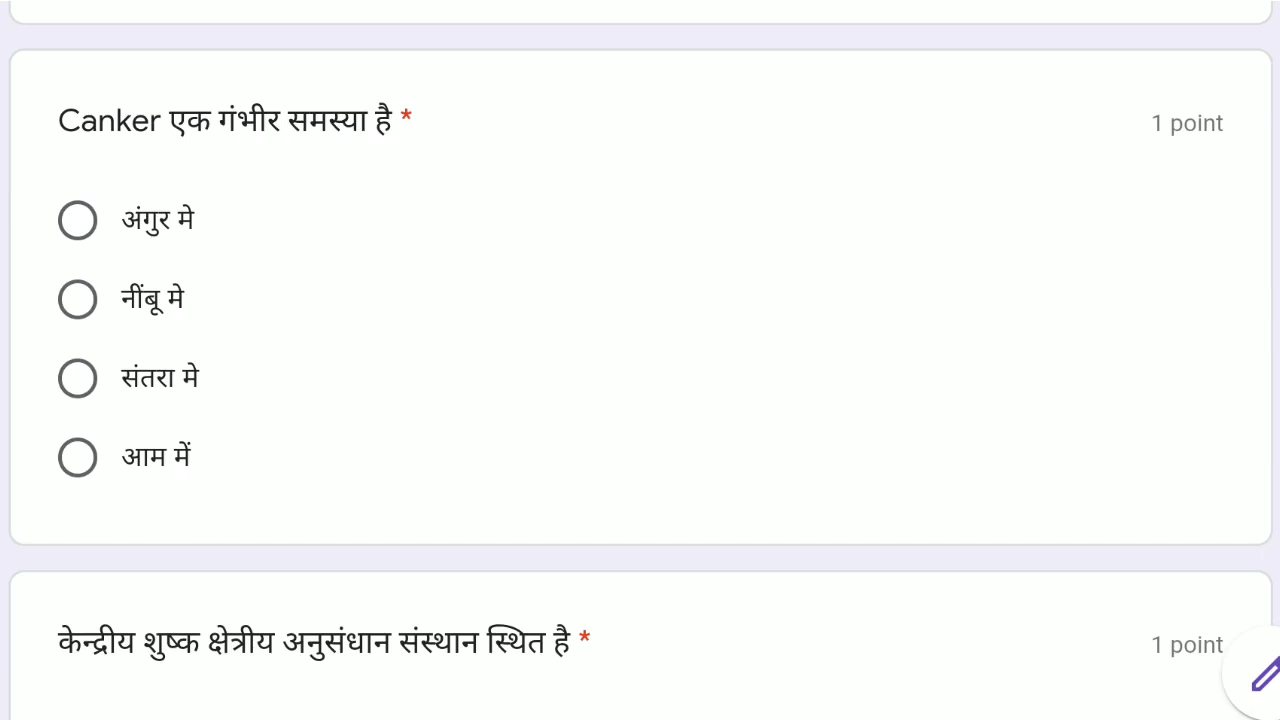 Canker एक गंभीर समस्या है *
1 point
अंगुर मे
नींबू मे
संतरा मे
आम में
केन्द्रीय शुष्क क्षेत्रीय अनुसंधान संस्थान स्थित है *
1 point